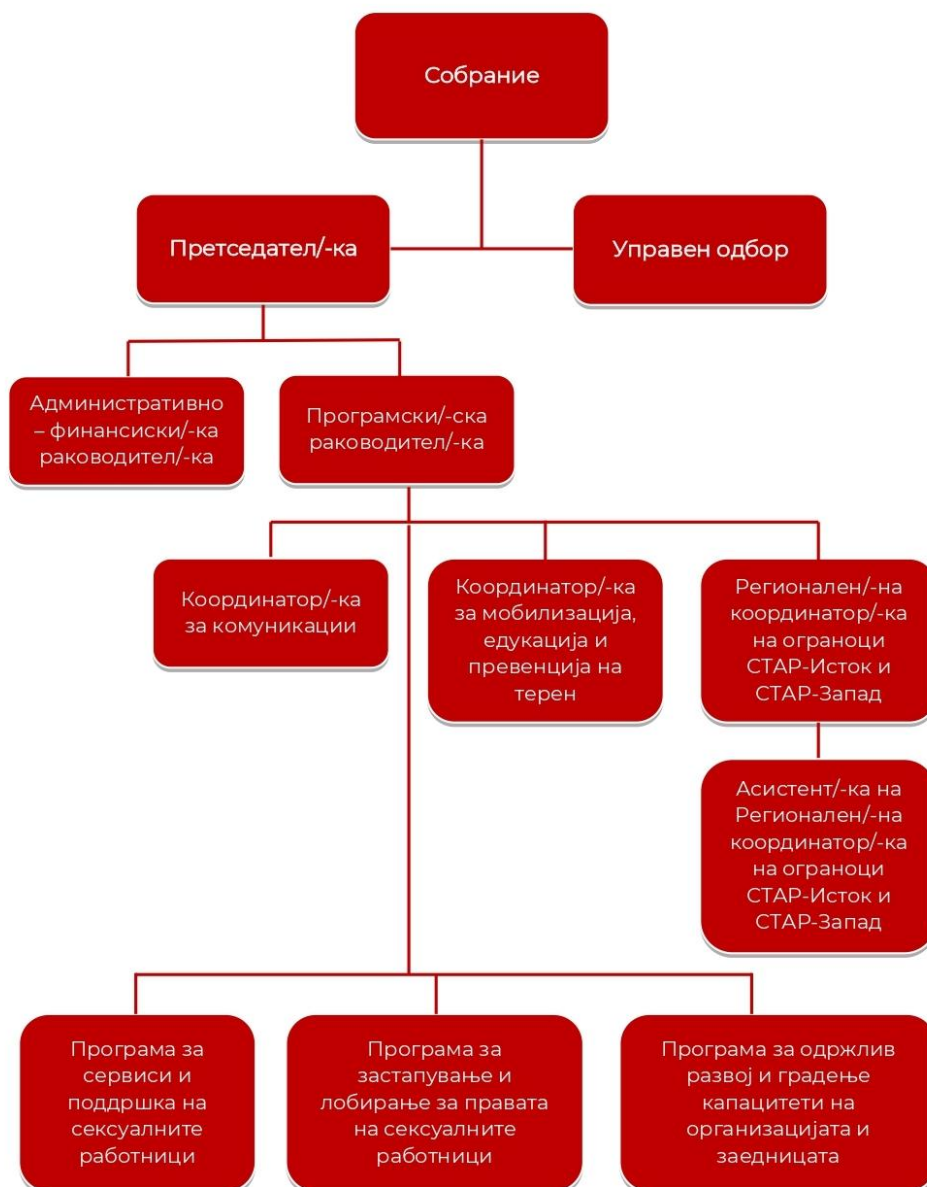 Собрание
Претседател/-ка
Управен одбор
Административно
– финансиски/-ка
раководител/-ка
Програмски/-ска
раководител/-ка
Координатор/-ка
за комуникации
Координатор/-ка
за мобилизација,
едукација и
превенција на
терен
Регионален/-на
координатор/-ка
на огранoци
СТАР-Исток и
СТАР-Запад
Асистент/-ка на
Регионален/-на
координатор/-ка
на ограноци
СТАР-Исток и
СТАР-Запад
Програма за
сервиси и
поддршка на
сексуалните
работници
Програма за
застапување и
лобирање за правата
на сексуалните
работници
Програма за одржлив
развој и градење
капацитети на
организацијата и
заедницата